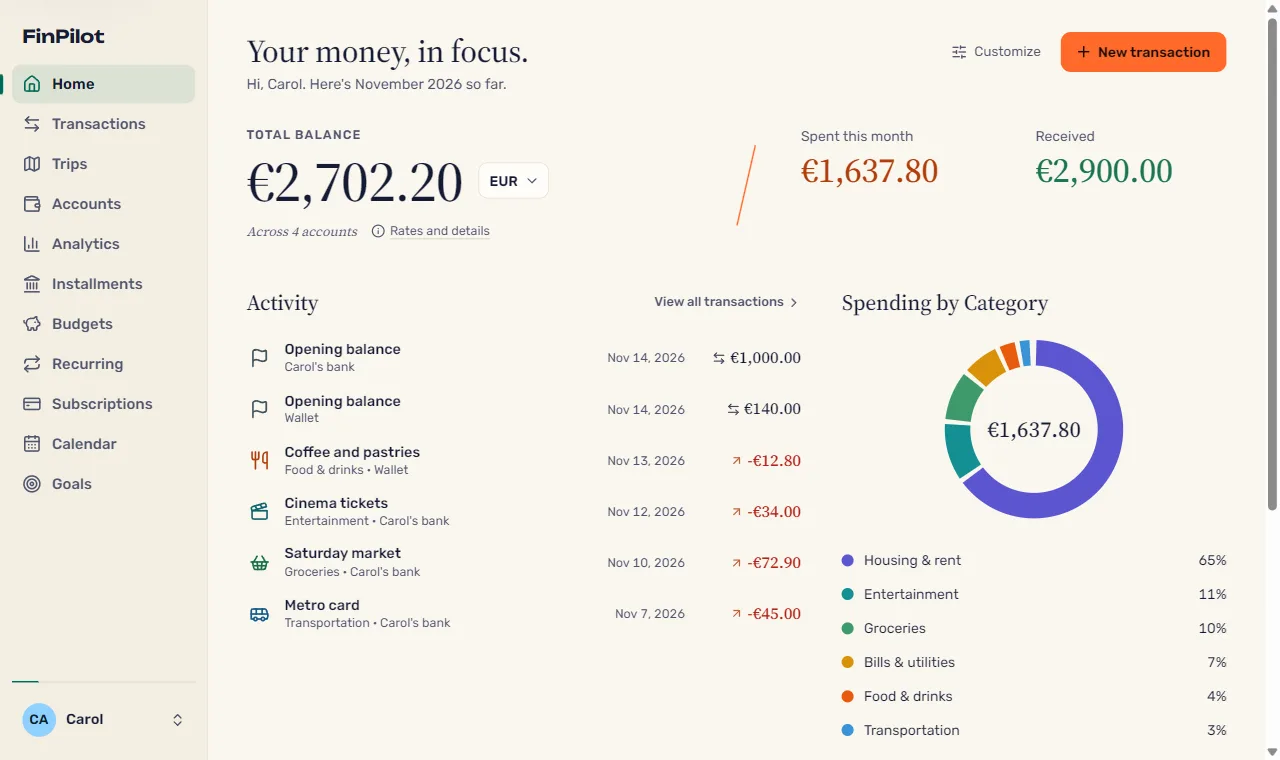 FinPilot
Home
Transactions
Trips
Accounts
Analytics
Installments
Budgets
Recurring
Subscriptions
Calendar
Goals
CA Carol
Your money, in focus.
Hi, Carol. Here's November 2026 so far.
Customize
+ New transaction
TOTAL BALANCE
€2,702.20 EUR
Across 4 accounts Rates and details
Spent this month
€1,637.80
Received
€2,900.00
Activity
View all transactions
Opening balance
Carol's bank
Nov 14, 2026
€1,000.00
Opening balance
Wallet
Nov 14, 2026
€140.00
Coffee and pastries
Food & drinks • Wallet
Nov 13, 2026
-€12.80
Cinema tickets
Entertainment • Carol's bank
Nov 12, 2026
-€34.00
Saturday market
Groceries • Carol's bank
Nov 10, 2026
-€72.90
Metro card
Transportation • Carol's bank
Nov 7, 2026
-€45.00
Spending by Category
€1,637.80
Housing & rent 65%
Entertainment 11%
Groceries 10%
Bills & utilities 7%
Food & drinks 4%
Transportation 3%